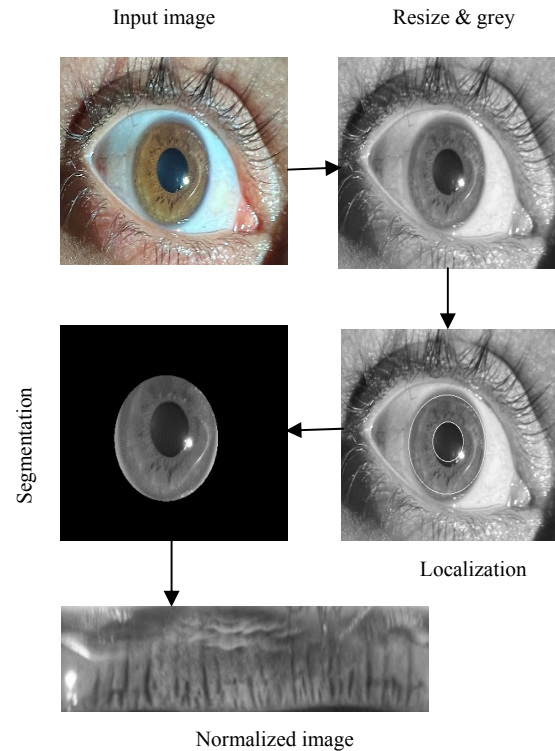 Input image
Resize & grey
Segmentation
Localization
Normalized image